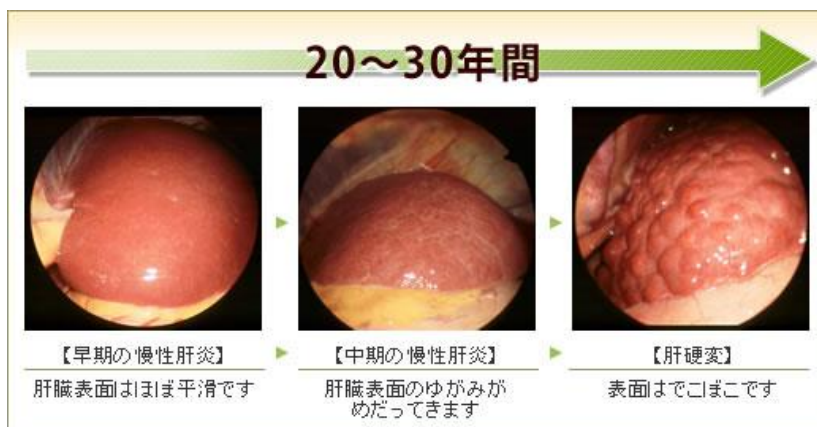 20～30年間
【早期の慢性肝炎】
肝臓表面はほぼ平滑です
【中期の慢性肝炎】
肝臓表面のゆがみが
めだってきます
【肝硬変】
表面はでこぼこです